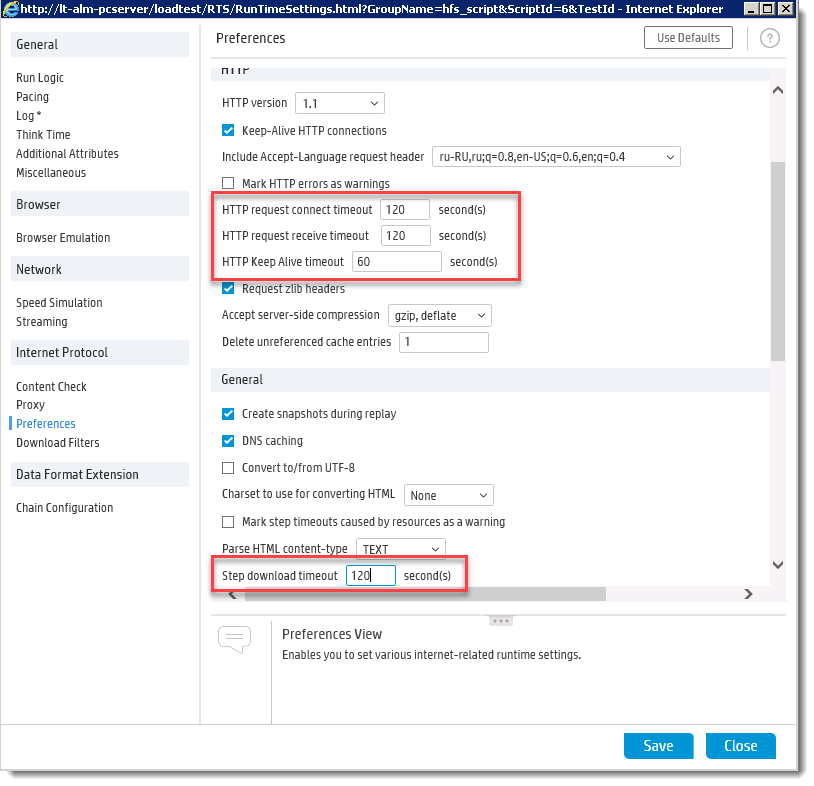 http://lt-alm-pcserver/loadtest/RTS/RunTimeSettings.html?GroupName=hfs_script&ScriptId=6&TestId - Internet Explorer
General
Run Logic
Pacing
Log *
Think Time
Additional Attributes
Miscellaneous
Browser
Browser Emulation
Network
Speed Simulation
Streaming
Internet Protocol
Content Check
Proxy
Preferences
Download Filters
Data Format Extension
Chain Configuration
Preferences
Use Defaults
?
HTTP
HTTP version 1.1
Keep-Alive HTTP connections
Include Accept-Language request header ru-RU,ru;q=0.8,en-US;q=0.6,en;q=0.4
Mark HTTP errors as warnings
HTTP request connect timeout 120 second(s)
HTTP request receive timeout 120 second(s)
HTTP Keep Alive timeout 60 second(s)
Request zlib headers
Accept server-side compression gzip, deflate
Delete unreferenced cache entries 1
General
Create snapshots during replay
DNS caching
Convert to/from UTF-8
Charset to use for converting HTML None
Mark step timeouts caused by resources as a warning
Parse HTML content-type TEXT
Step download timeout 120 second(s)
Preferences View
Enables you to set various internet-related runtime settings.
Save
Close